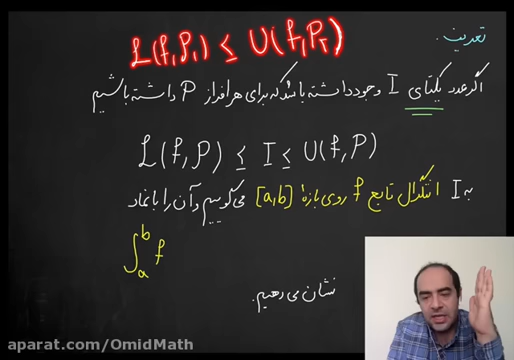 تعریف.
L(f,P₁) ≤ U(f,P₂)
اگر عدد یکتای I وجود داشته باشد که برای هر افراز P داشته باشیم
L(f,P) ≤ I ≤ U(f,P)
به I انتگرال تابع f روی بازهٔ [a,b] می‌گوییم و آن را با نماد
∫ₐᵇ f
نشان می‌دهیم.
aparat.com/OmidMath